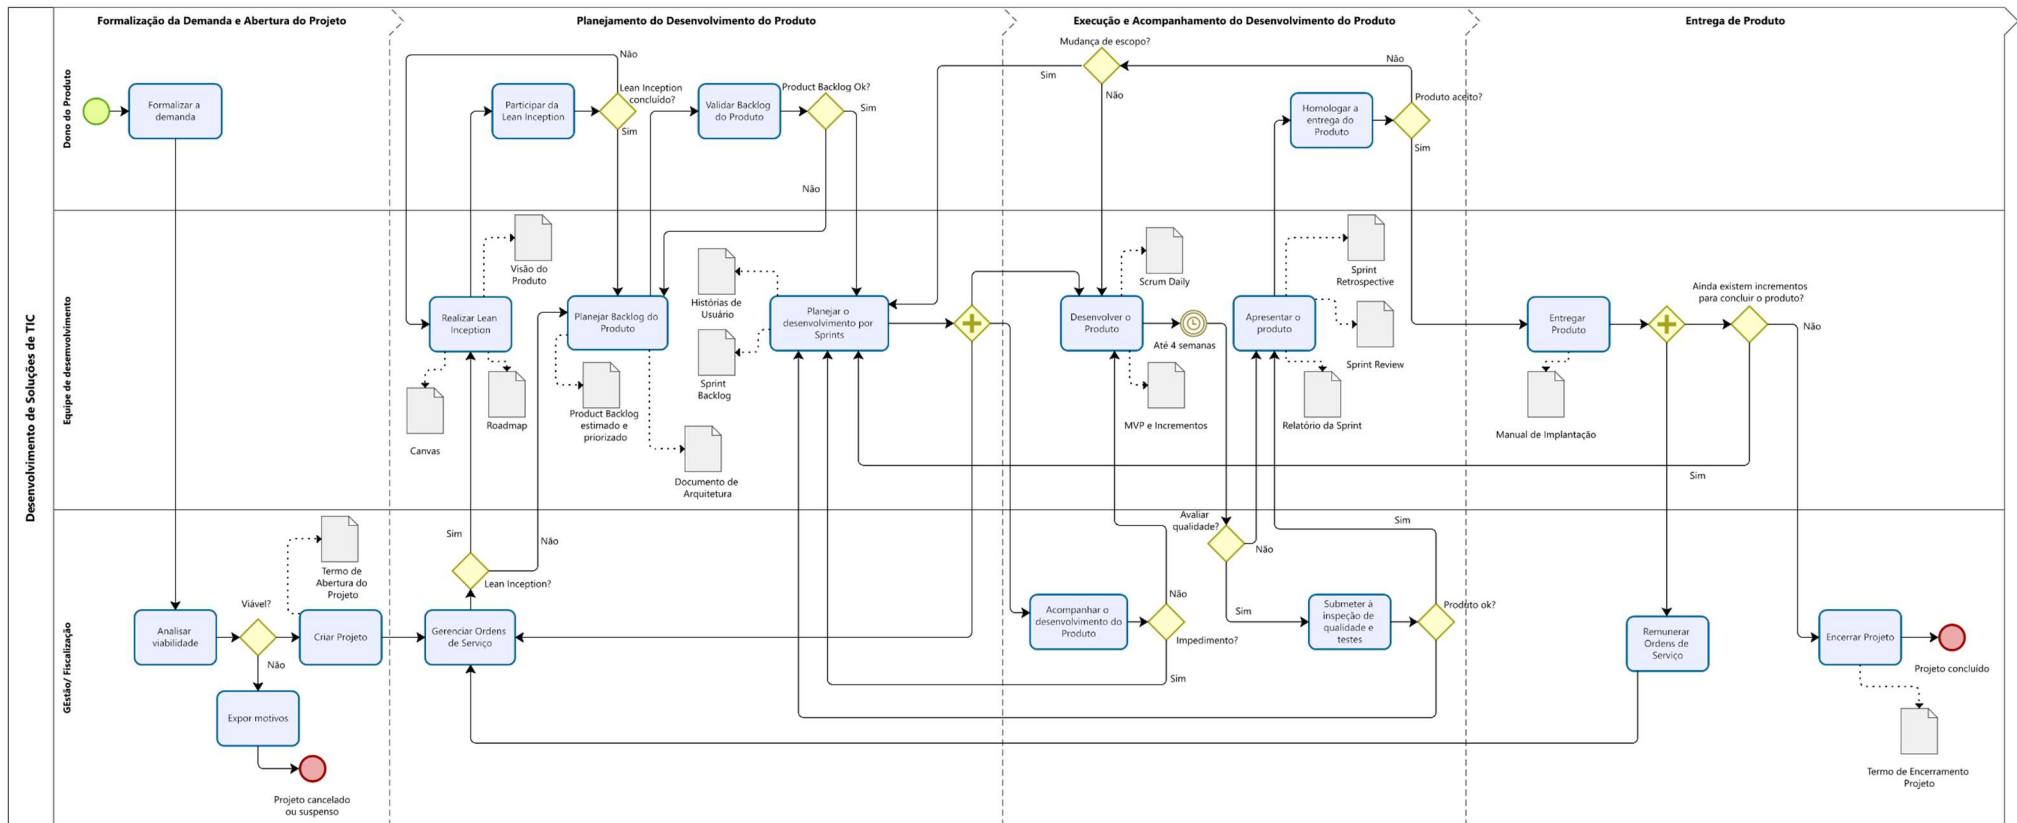 Formalização da Demanda e Abertura do Projeto
Planejamento do Desenvolvimento do Produto
Execução e Acompanhamento do Desenvolvimento do Produto
Entrega de Produto
Desenvolvimento de Soluções de TIC
Dono do Produto
Formalizar a
demanda
Não
Participar da
Lean Inception
Lean Inception
concluído?
Sim
Validar Backlog
do Produto
Product Backlog Ok?
Sim
Não
Mudança de escopo?
Sim
Não
Não
Homologar a
entrega do
Produto
Produto aceito?
Sim
Equipe de desemvolvimento
Visão do
Produto
Realizar Lean
Inception
Canvas
Roadmap
Planejar Backlog do
Produto
Product Backlog
estimado e
priorizado
Documento de
Arquitetura
Histórias de
Usuário
Sprint
Backlog
Planejar o
desenvolvimento por
Sprints
Scrum Daily
Desenvolver o
Produto
Até 4 semanas
MVP e Incrementos
Apresentar o
produto
Sprint
Retrospective
Sprint Review
Relatório da Sprint
Entregar
Produto
Manual de Implantação
Ainda existem incrementos
para concluir o produto?
Não
Sim
GEstão/ Fiscalização
Analisar
viabilidade
Viável?
Não
Termo de
Abertura do
Projeto
Criar Projeto
Expor motivos
Projeto cancelado
ou suspenso
Sim
Não
Lean Inception?
Gerenciar Ordens
de Serviço
Acompanhar o
desenvolvimento do
Produto
Não
Impedimento?
Sim
Avaliar
qualidade?
Não
Sim
Submeter à
inspeção de
qualidade e
testes
Sim
Produto ok?
Remunerar
Ordens de
Serviço
Encerrar Projeto
Projeto concluído
Termo de Encerramento
Projeto